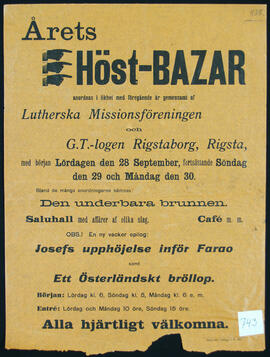 Årets
Höst-BAZAR
anordnas i likhet med föregående år gemensamt af
Lutherska Missionsföreningen
och
G.T.-logen Rigstaborg, Rigsta,
med början Lördagen den 28 September, fortsättande Söndag
den 29 och Måndag den 30.
Bland de många anordningarne nämnas:
Den underbara brunnen.
Saluhall med affärer af olika slag. Café m. m.
OBS.! En ny vacker epilog:
Josefs upphöjelse inför Farao
samt
Ett Österländskt bröllop.
Början: Lördag kl. 6, Söndag kl. 5, Måndag kl. 6 e. m.
Entré: Lördag och Måndag 10 öre, Söndag 15 öre.
Alla hjärtligt välkomna.
743